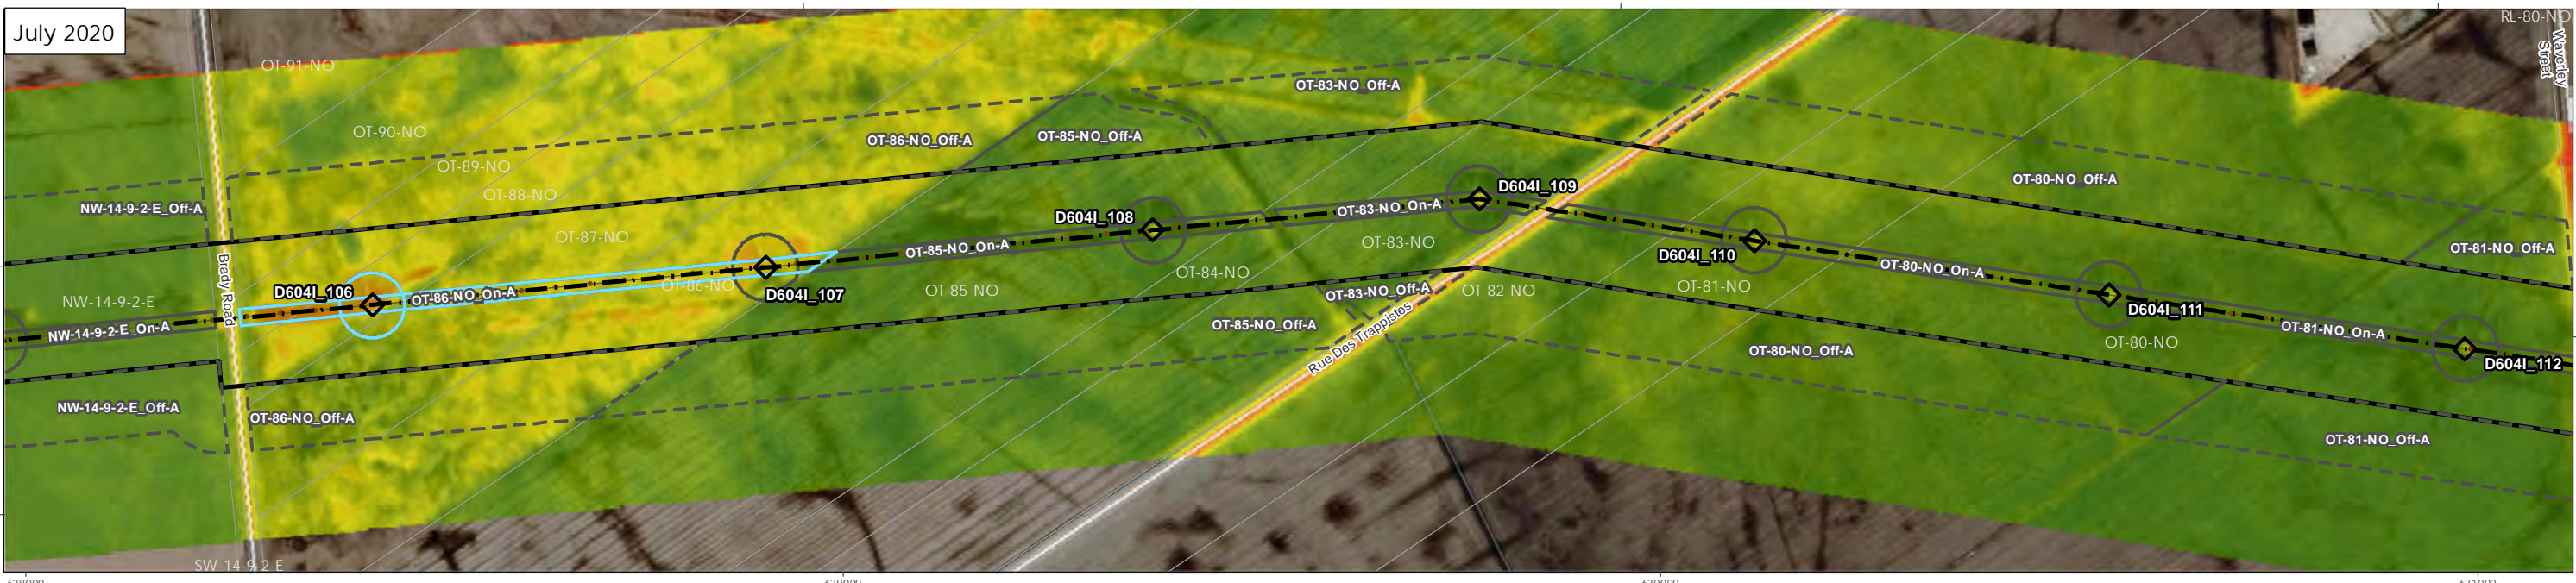 July 2020
RL-80-NO
Waverley
Street
OT-91-NO
OT-83-NO_Off-A
OT-90-NO
OT-86-NO_Off-A
OT-85-NO_Off-A
OT-89-NO
OT-80-NO_Off-A
OT-88-NO
D604I_109
NW-14-9-2-E_Off-A
OT-83-NO_On-A
D604I_108
OT-87-NO
OT-85-NO_On-A
OT-83-NO
D604I_110
OT-81-NO_Off-A
OT-80-NO_On-A
OT-84-NO
Brady Road
D604I_106
OT-86-NO_On-A
OT-86-NO
D604I_107
OT-85-NO
OT-83-NO_Off-A
OT-82-NO
OT-81-NO
NW-14-9-2-E
D604I_111
NW-14-9-2-E_On-A
OT-85-NO_Off-A
Rue Des Trappistes
OT-81-NO_On-A
OT-80-NO_Off-A
OT-80-NO
D604I_112
NW-14-9-2-E_Off-A
OT-86-NO_Off-A
OT-81-NO_Off-A
SW-14-9-2-E